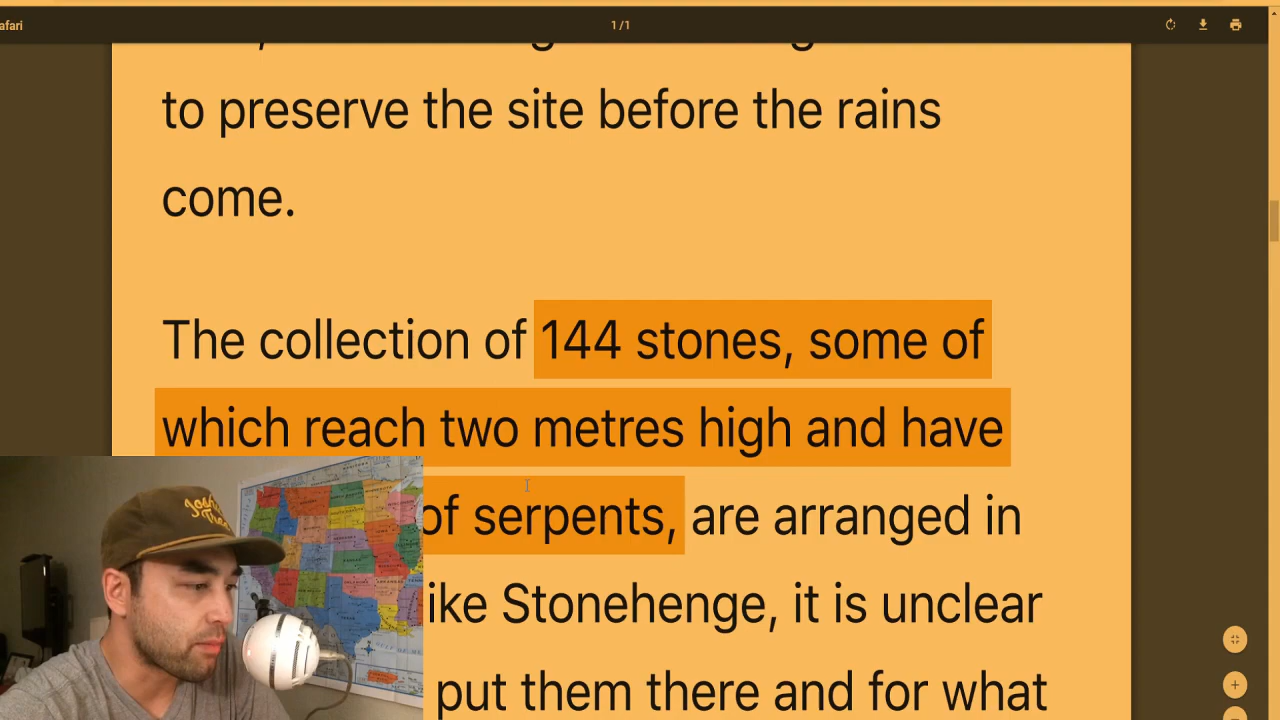 afari
1/1
to preserve the site before the rains
come.
The collection of 144 stones, some of
which reach two metres high and have
of serpents, are arranged in
ike Stonehenge, it is unclear
put them there and for what